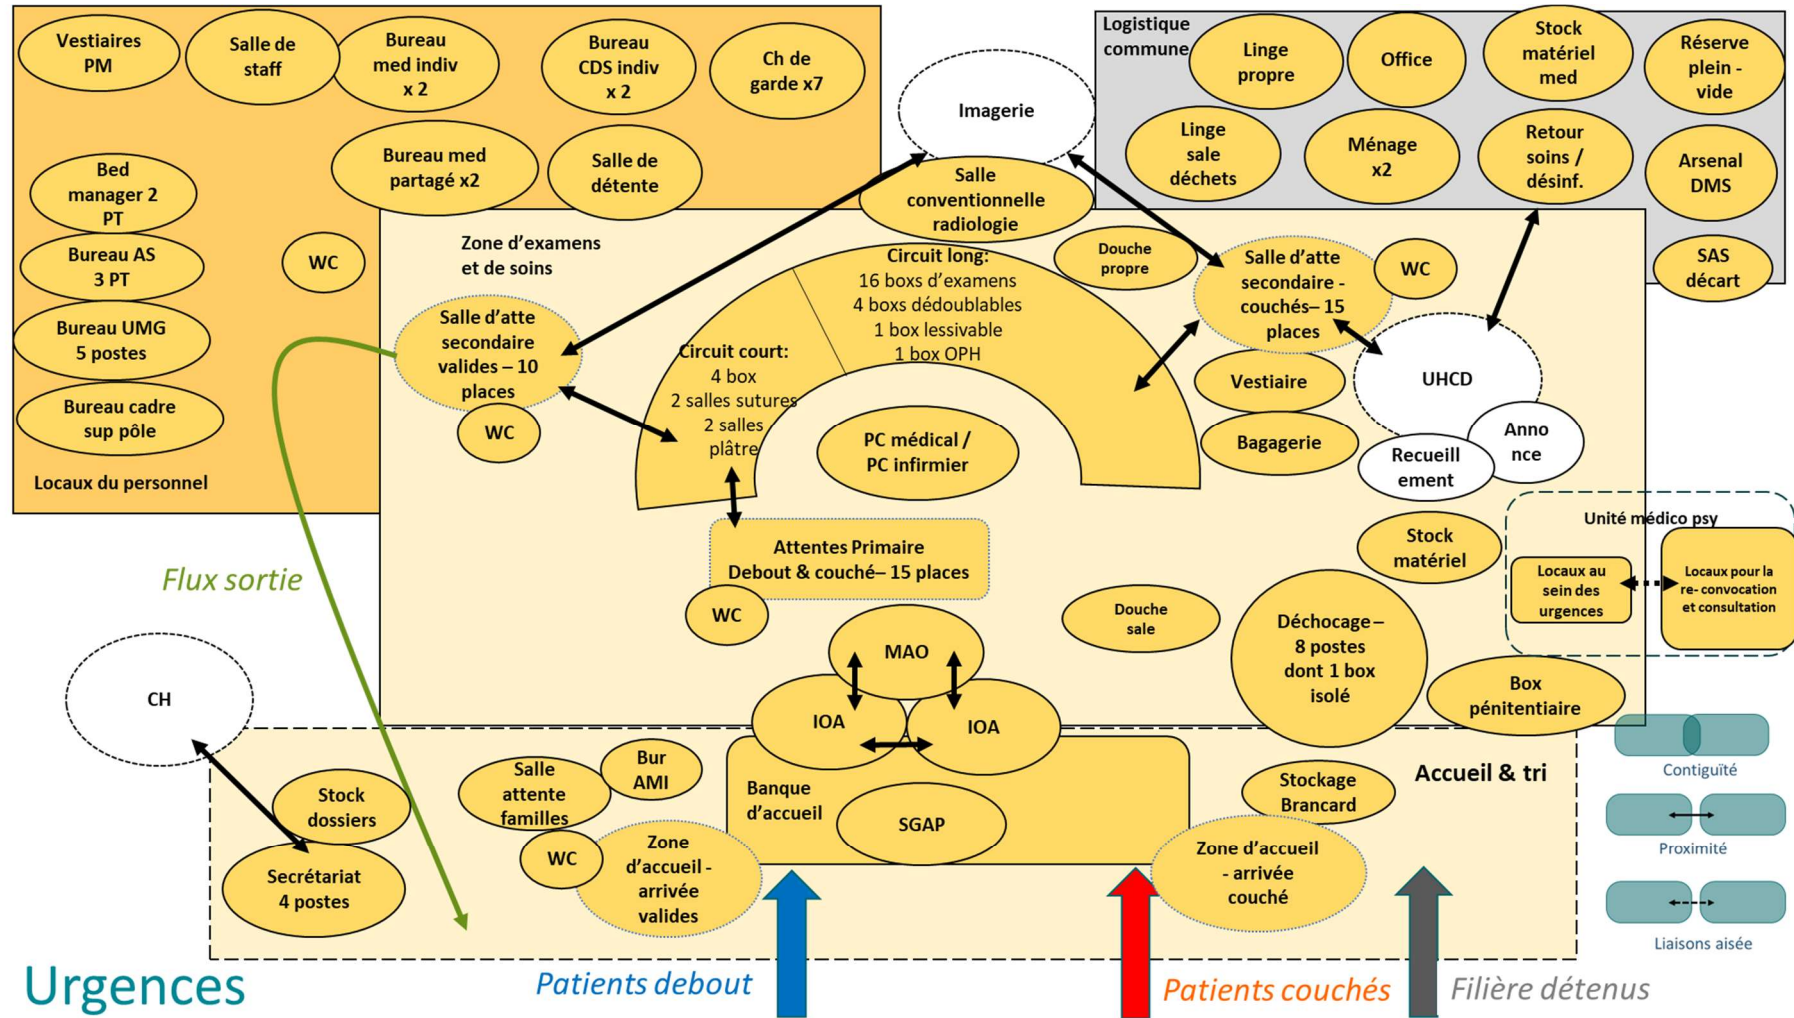 Vestiaires
PM
Salle de
staff
Bureau
med indiv
x 2
Bureau
CDS indiv
x 2
Ch de
garde x7
Bureau med
partagé x2
Salle de
détente
Bed
manager 2
PT
Bureau AS
3 PT
WC
Bureau UMG
5 postes
Bureau cadre
sup pôle
Locaux du personnel
Imagerie
Salle
conventionnelle
radiologie
Logistique
commune
Linge
propre
Office
Stock
matériel
med
Réserve
plein -
vide
Linge
sale
déchets
Ménage
x2
Retour
soins /
désinf.
Arsenal
DMS
SAS
décart
Zone d’examens
et de soins
Salle d’atte
secondaire
valides – 10
places
WC
Circuit court:
4 box
2 salles sutures
2 salles
plâtre
Circuit long:
16 boxs d’examens
4 boxs dédoublables
1 box lessivable
1 box OPH
Douche
propre
Salle d’atte
secondaire -
couchés– 15
places
WC
Vestiaire
Bagagerie
UHCD
Anno
nce
Recueill
ement
PC médical /
PC infirmier
Attentes Primaire
Debout & couché– 15 places
WC
Stock
matériel
Unité médico psy
Locaux au
sein des
urgences
Locaux pour la
re- convocation
et consultation
Douche
sale
Déchocage –
8 postes
dont 1 box
isolé
Box
pénitentiaire
MAO
IOA
IOA
Flux sortie
CH
Stock
dossiers
Secrétariat
4 postes
Salle
attente
familles
Bur
AMI
WC
Zone
d’accueil -
arrivée
valides
Banque
d’accueil
SGAP
Stockage
Brancard
Accueil & tri
Zone d’accueil
- arrivée
couché
Contiguïté
Proximité
Liaisons aisée
Urgences
Patients debout
Patients couchés
Filière détenus